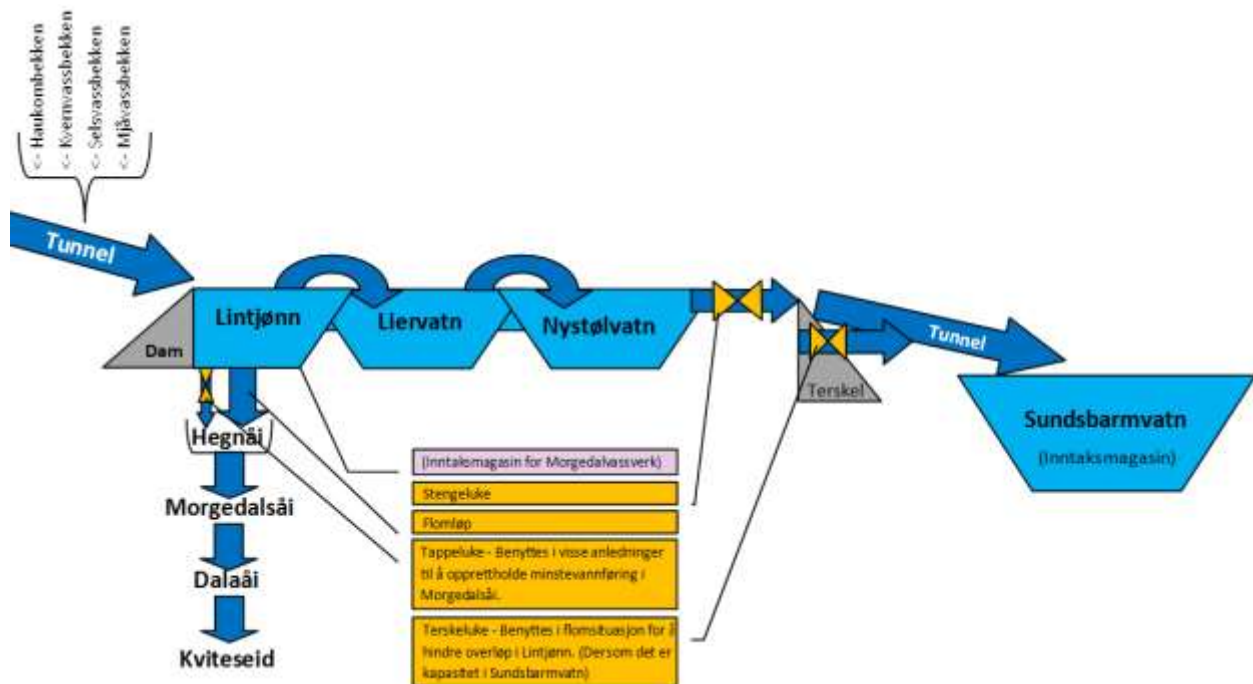 <- Haukombekken
<- Kvernvassbekken
<- Selsvassbekken
<- Mjåvassbekken
Tunnel
Lintjønn
Liervatn
Nystølvatn
Dam
Tunnel
Terskel
Sundsbarmvatn
(Inntaksmagasin)
Hegnåi
Morgedalsåi
Dalaåi
Kviteseid
(Inntaksmagasin for Morgedalvassverk)
Stengeluke
Flomløp
Tappeluke - Benyttes i visse anledninger
til å opprettholde minstevannføring i
Morgedalsåi.
Terskeluke - Benyttes i flomsituasjon for å
hindre overløp i Lintjønn. (Dersom det er
kapasitet i Sundsbarmvatn)